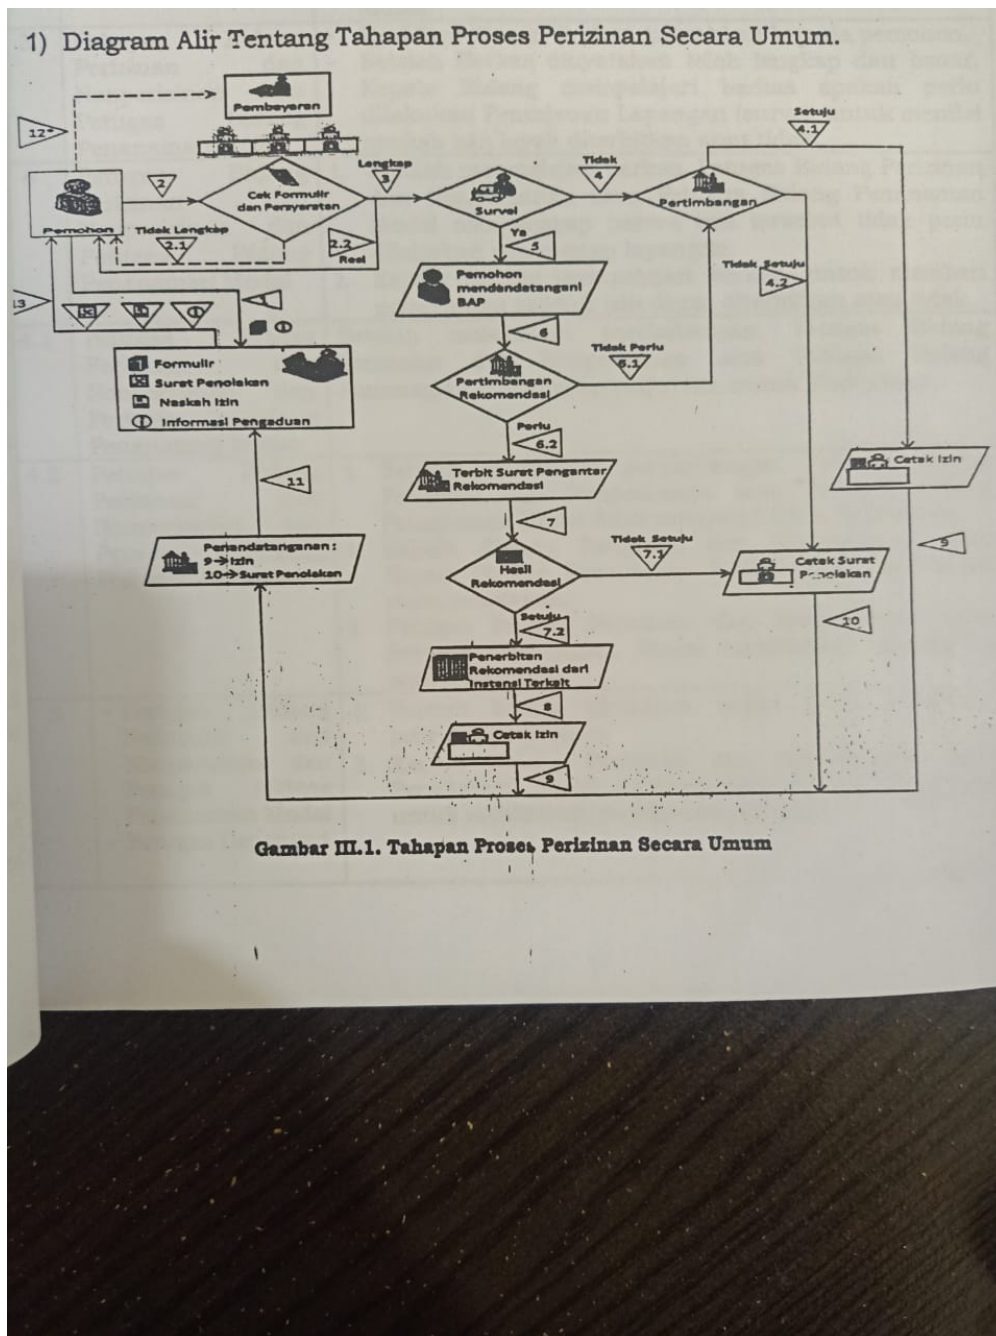 1) Diagram Alir Tentang Tahapan Proses Perizinan Secara Umum.
Pembayaran
12*
Setuju
4.1
Lengkap
3
Tidak
4
2
Cek Formulir
dan Persyaratan
Survei
Pertimbangan
Pemohon
Tidak Lengkap
2.1
2.2
Ya
5
Tidak Setuju
4.2
13
1
Pemohon
mendandatangani
BAP
6
Formulir
Surat Penolakan
Naskah Izin
Informasi Pengaduan
Pertimbangan
Rekomendasi
Tidak Perlu
6.1
Perlu
6.2
11
Terbit Surat Pengantar
Rekomendasi
Cetak Izin
7
Penandatanganan :
9→Izin
10→Surat Penolakan
Hasil
Rekomendasi
Tidak Setuju
7.1
Cetak Surat
Penolakan
9
10
Setuju
7.2
Penerbitan
Rekomendasi dari
Instansi Terkait
8
Cetak Izin
9
Gambar III.1. Tahapan Proses Perizinan Secara Umum